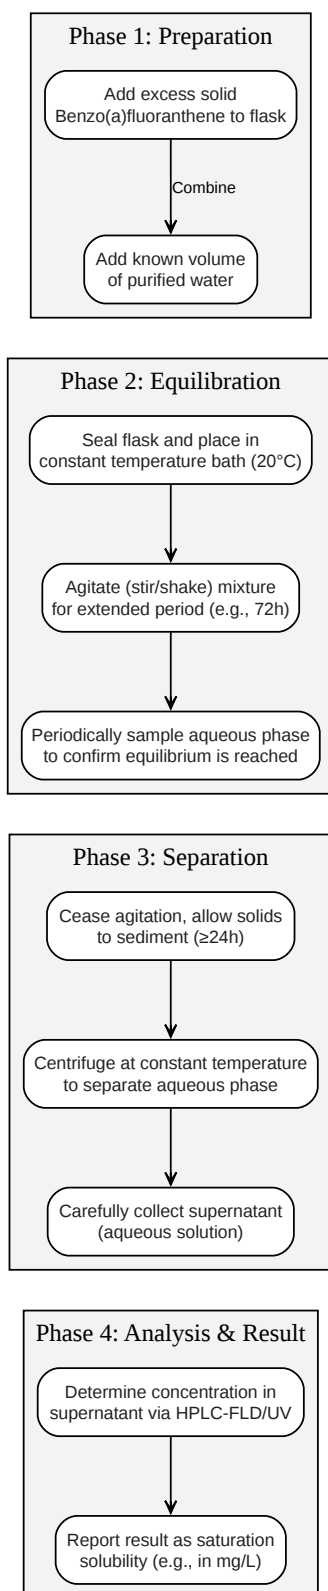 Phase 1: Preparation
Add excess solid
Benzo(a)fluoranthene to flask
Combine
Add known volume
of purified water
Phase 2: Equilibration
Seal flask and place in
constant temperature bath (20°C)
Agitate (stir/shake) mixture
for extended period (e.g., 72h)
Periodically sample aqueous phase
to confirm equilibrium is reached
Phase 3: Separation
Cease agitation, allow solids
to sediment (≥24h)
Centrifuge at constant temperature
to separate aqueous phase
Carefully collect supernatant
(aqueous solution)
Phase 4: Analysis & Result
Determine concentration in
supernatant via HPLC-FLD/UV
Report result as saturation
solubility (e.g., in mg/L)